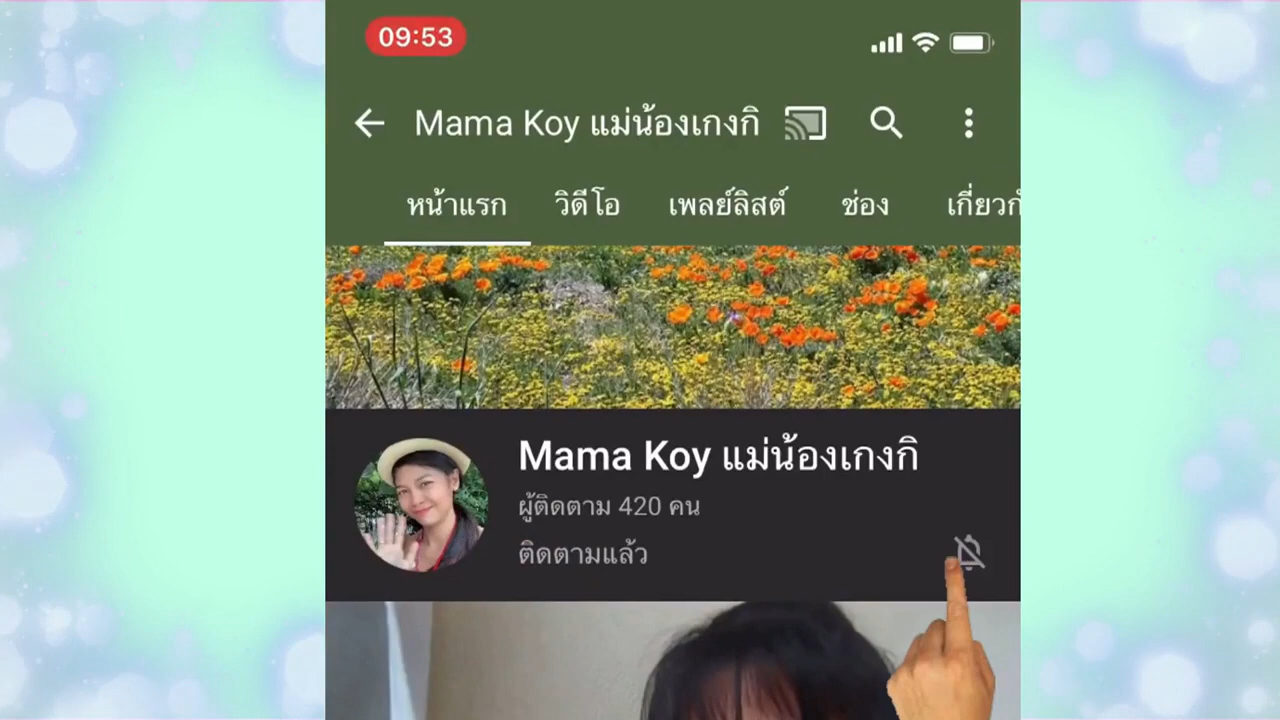 09:53
Mama Koy แม่น้องเกงกิ
หน้าแรก วิดีโอ เพลย์ลิสต์ ช่อง เกี่ยวกั
Mama Koy แม่น้องเกงกิ
ผู้ติดตาม 420 คน
ติดตามแล้ว